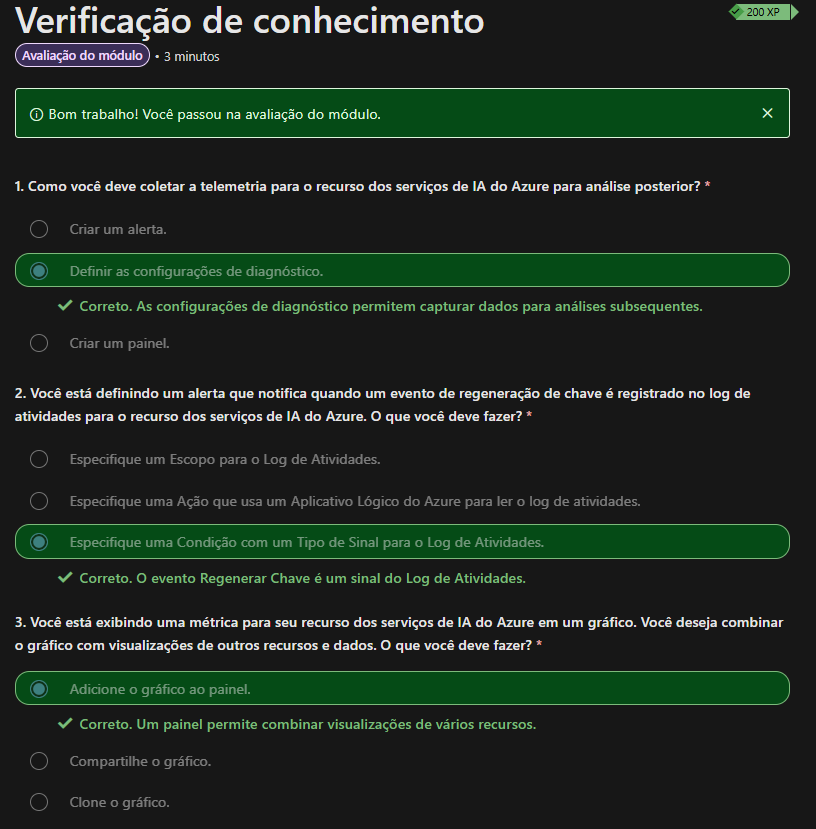 Verificação de conhecimento
200 XP
Avaliação do módulo • 3 minutos
Bom trabalho! Você passou na avaliação do módulo.
1. Como você deve coletar a telemetria para o recurso dos serviços de IA do Azure para análise posterior? *
Criar um alerta.
Definir as configurações de diagnóstico.
Correto. As configurações de diagnóstico permitem capturar dados para análises subsequentes.
Criar um painel.
2. Você está definindo um alerta que notifica quando um evento de regeneração de chave é registrado no log de
atividades para o recurso dos serviços de IA do Azure. O que você deve fazer? *
Especifique um Escopo para o Log de Atividades.
Especifique uma Ação que usa um Aplicativo Lógico do Azure para ler o log de atividades.
Especifique uma Condição com um Tipo de Sinal para o Log de Atividades.
Correto. O evento Regenerar Chave é um sinal do Log de Atividades.
3. Você está exibindo uma métrica para seu recurso dos serviços de IA do Azure em um gráfico. Você deseja combinar
o gráfico com visualizações de outros recursos e dados. O que você deve fazer? *
Adicione o gráfico ao painel.
Correto. Um painel permite combinar visualizações de vários recursos.
Compartilhe o gráfico.
Clone o gráfico.